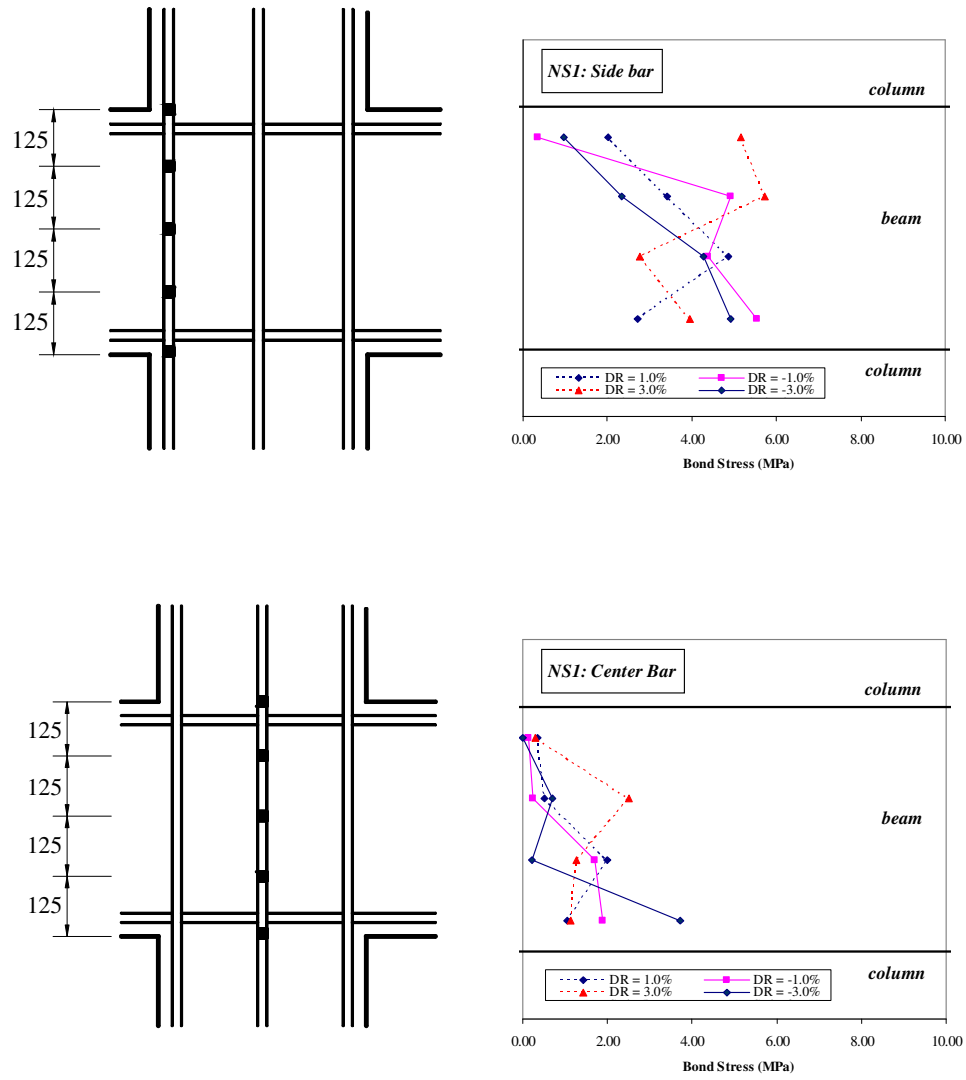 125
125
125
125
NS1: Side bar
column
beam
column
DR = 1.0% DR = -1.0%
DR = 3.0% DR = -3.0%
0.00 2.00 4.00 6.00 8.00 10.00
Bond Stress (MPa)
125
125
125
125
NS1: Center Bar
column
beam
column
DR = 1.0% DR = -1.0%
DR = 3.0% DR = -3.0%
0.00 2.00 4.00 6.00 8.00 10.00
Bond Stress (MPa)